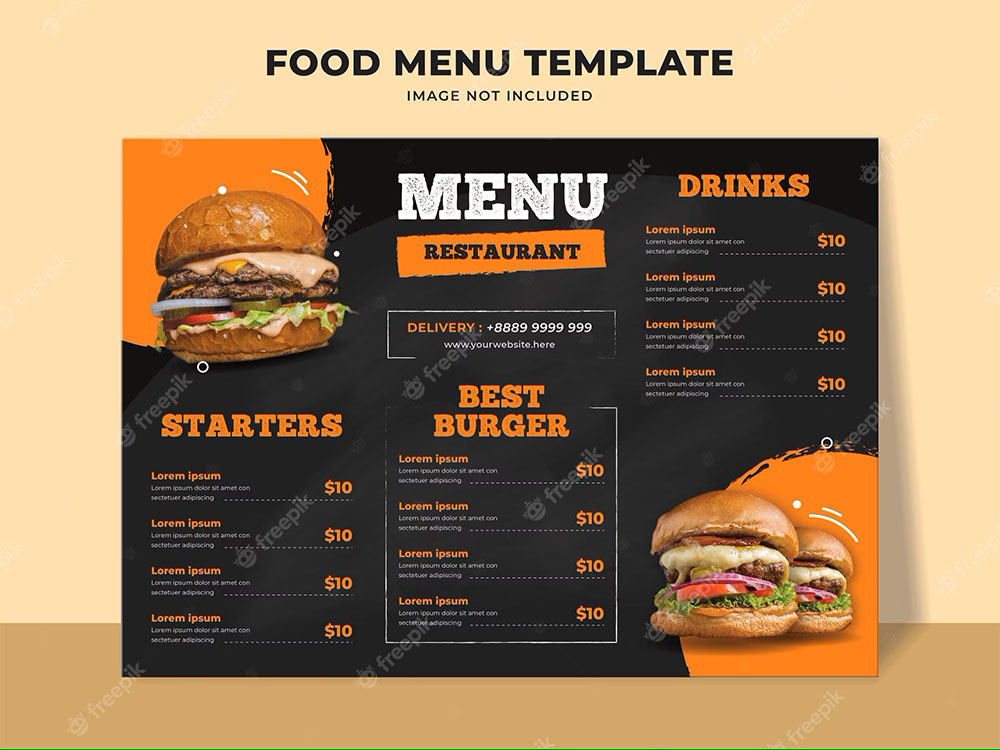 FOOD MENU TEMPLATE
IMAGE NOT INCLUDED
MENU
RESTAURANT
DELIVERY : +8889 9999 999
www.yourwebsite.here
STARTERS
Lorem ipsum
Lorem ipsum dolor sit amet con
sectetuer adipiscing
$10
Lorem ipsum
Lorem ipsum dolor sit amet con
sectetuer adipiscing
$10
Lorem ipsum
Lorem ipsum dolor sit amet con
sectetuer adipiscing
$10
Lorem ipsum
Lorem ipsum dolor sit amet con
sectetuer adipiscing
$10
BEST
BURGER
Lorem ipsum
Lorem ipsum dolor sit amet con
sectetuer adipiscing
$10
Lorem ipsum
Lorem ipsum dolor sit amet con
sectetuer adipiscing
$10
Lorem ipsum
Lorem ipsum dolor sit amet con
sectetuer adipiscing
$10
Lorem ipsum
Lorem ipsum dolor sit amet con
sectetuer adipiscing
$10
DRINKS
Lorem ipsum
Lorem ipsum dolor sit amet con
sectetuer adipiscing
$10
Lorem ipsum
Lorem ipsum dolor sit amet con
sectetuer adipiscing
$10
Lorem ipsum
Lorem ipsum dolor sit amet con
sectetuer adipiscing
$10
Lorem ipsum
Lorem ipsum dolor sit amet con
sectetuer adipiscing
$10
freepik